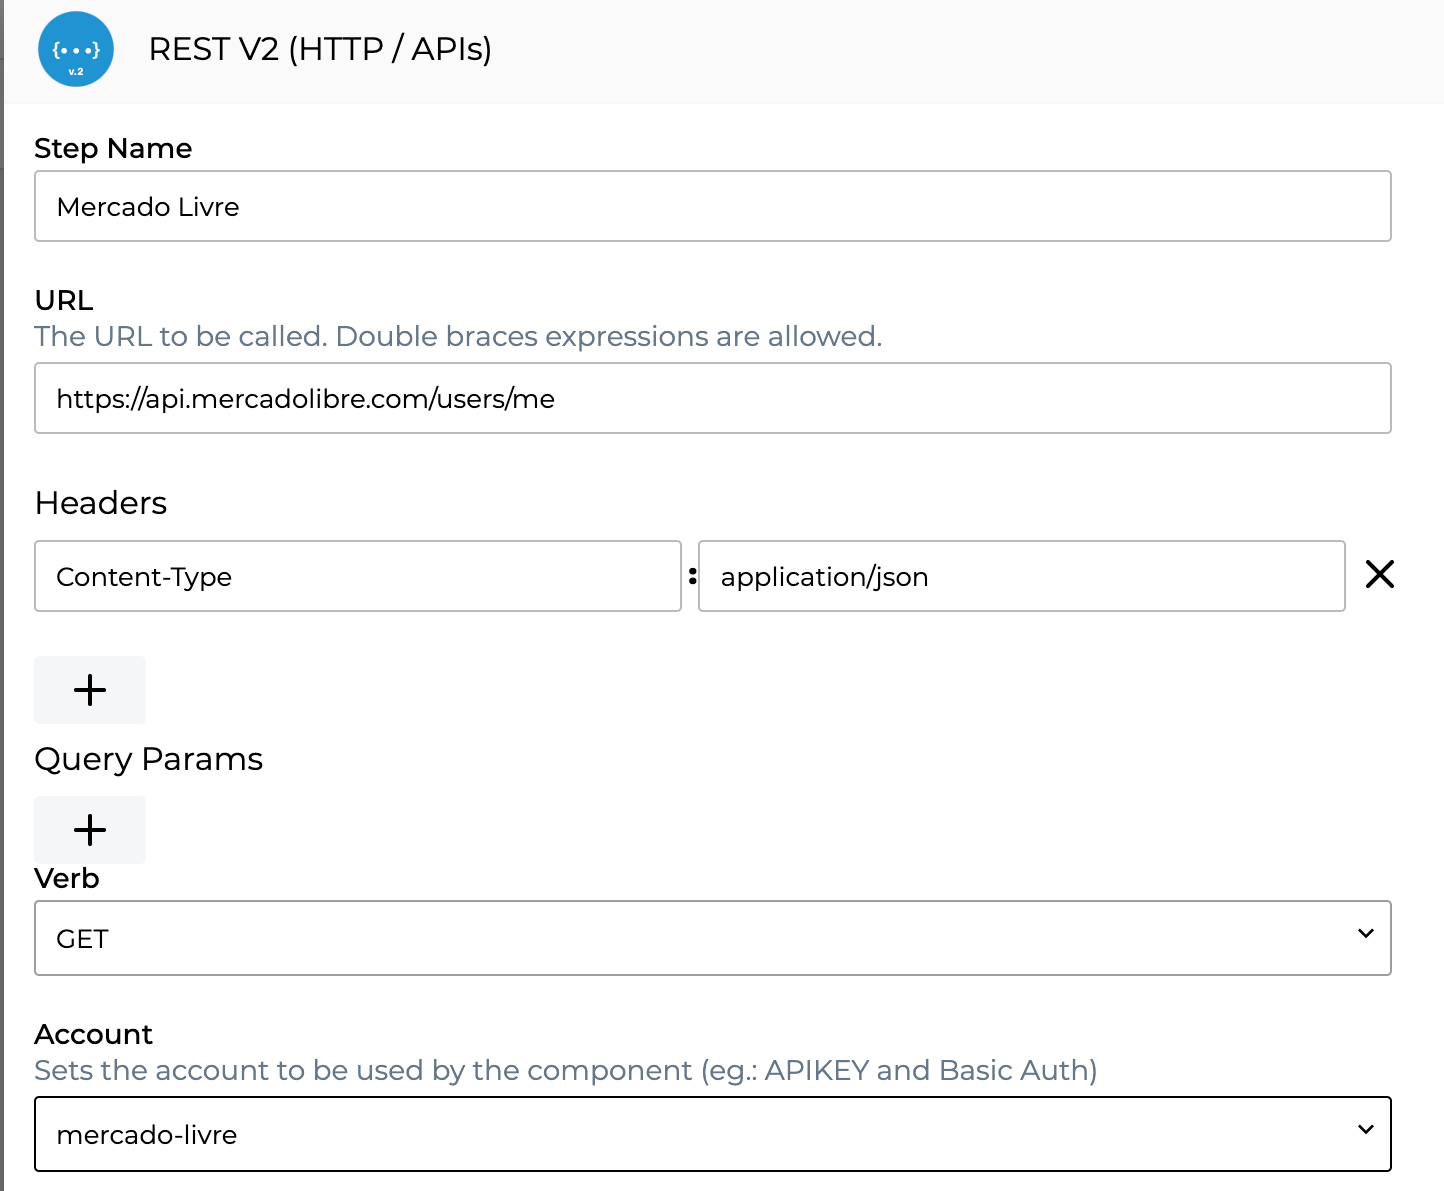 {...}
v.2
REST V2 (HTTP / APIs)
Step Name
Mercado Livre
URL
The URL to be called. Double braces expressions are allowed.
https://api.mercadolibre.com/users/me
Headers
Content-Type : application/json
Query Params
Verb
GET
Account
Sets the account to be used by the component (eg.: APIKEY and Basic Auth)
mercado-livre